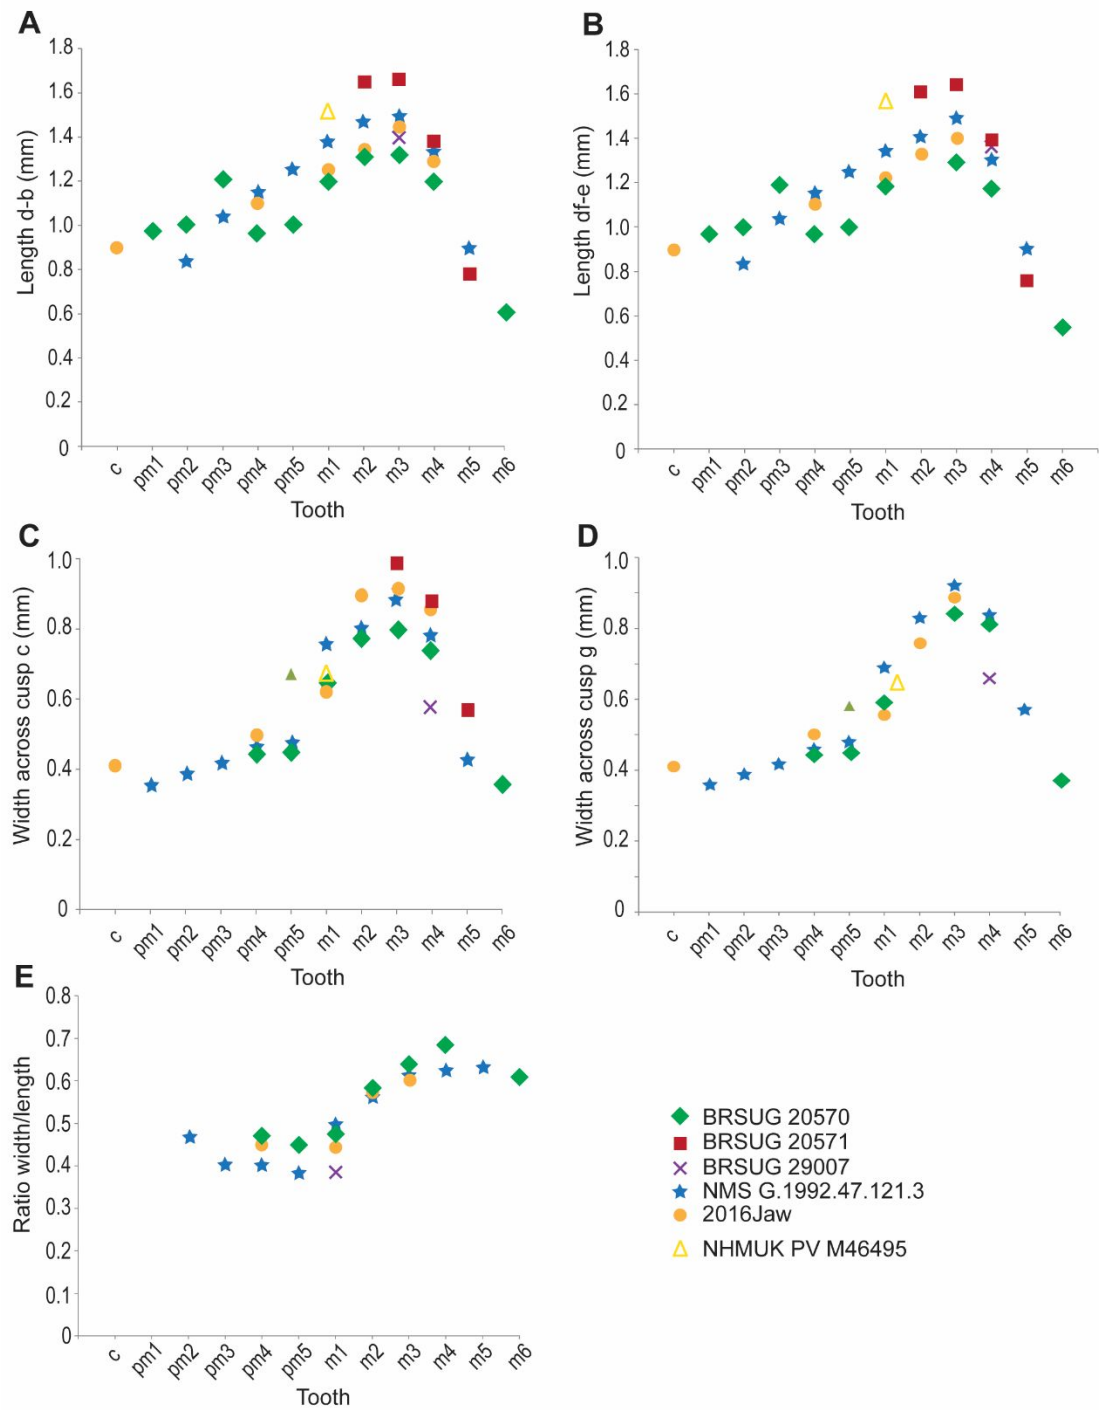 A
1.8
1.6
1.4
1.2
1.0
0.8
0.6
0.4
0.2
0
Length d-b (mm)
c pm1 pm2 pm3 pm4 pm5 m1 m2 m3 m4 m5 m6
Tooth
B
1.8
1.6
1.4
1.2
1.0
0.8
0.6
0.4
0.2
0
Length df-e (mm)
c pm1 pm2 pm3 pm4 pm5 m1 m2 m3 m4 m5 m6
Tooth
C
1.0
0.8
0.6
0.4
0.2
0
Width across cusp c (mm)
c pm1 pm2 pm3 pm4 pm5 m1 m2 m3 m4 m5 m6
Tooth
D
1.0
0.8
0.6
0.4
0.2
0
Width across cusp g (mm)
c pm1 pm2 pm3 pm4 pm5 m1 m2 m3 m4 m5 m6
Tooth
E
0.8
0.7
0.6
0.5
0.4
0.3
0.2
0.1
0
Ratio width/length
c pm1 pm2 pm3 pm4 pm5 m1 m2 m3 m4 m5 m6
Tooth
BRSUG 20570
BRSUG 20571
BRSUG 29007
NMS G.1992.47.121.3
2016Jaw
NHMUK PV M46495